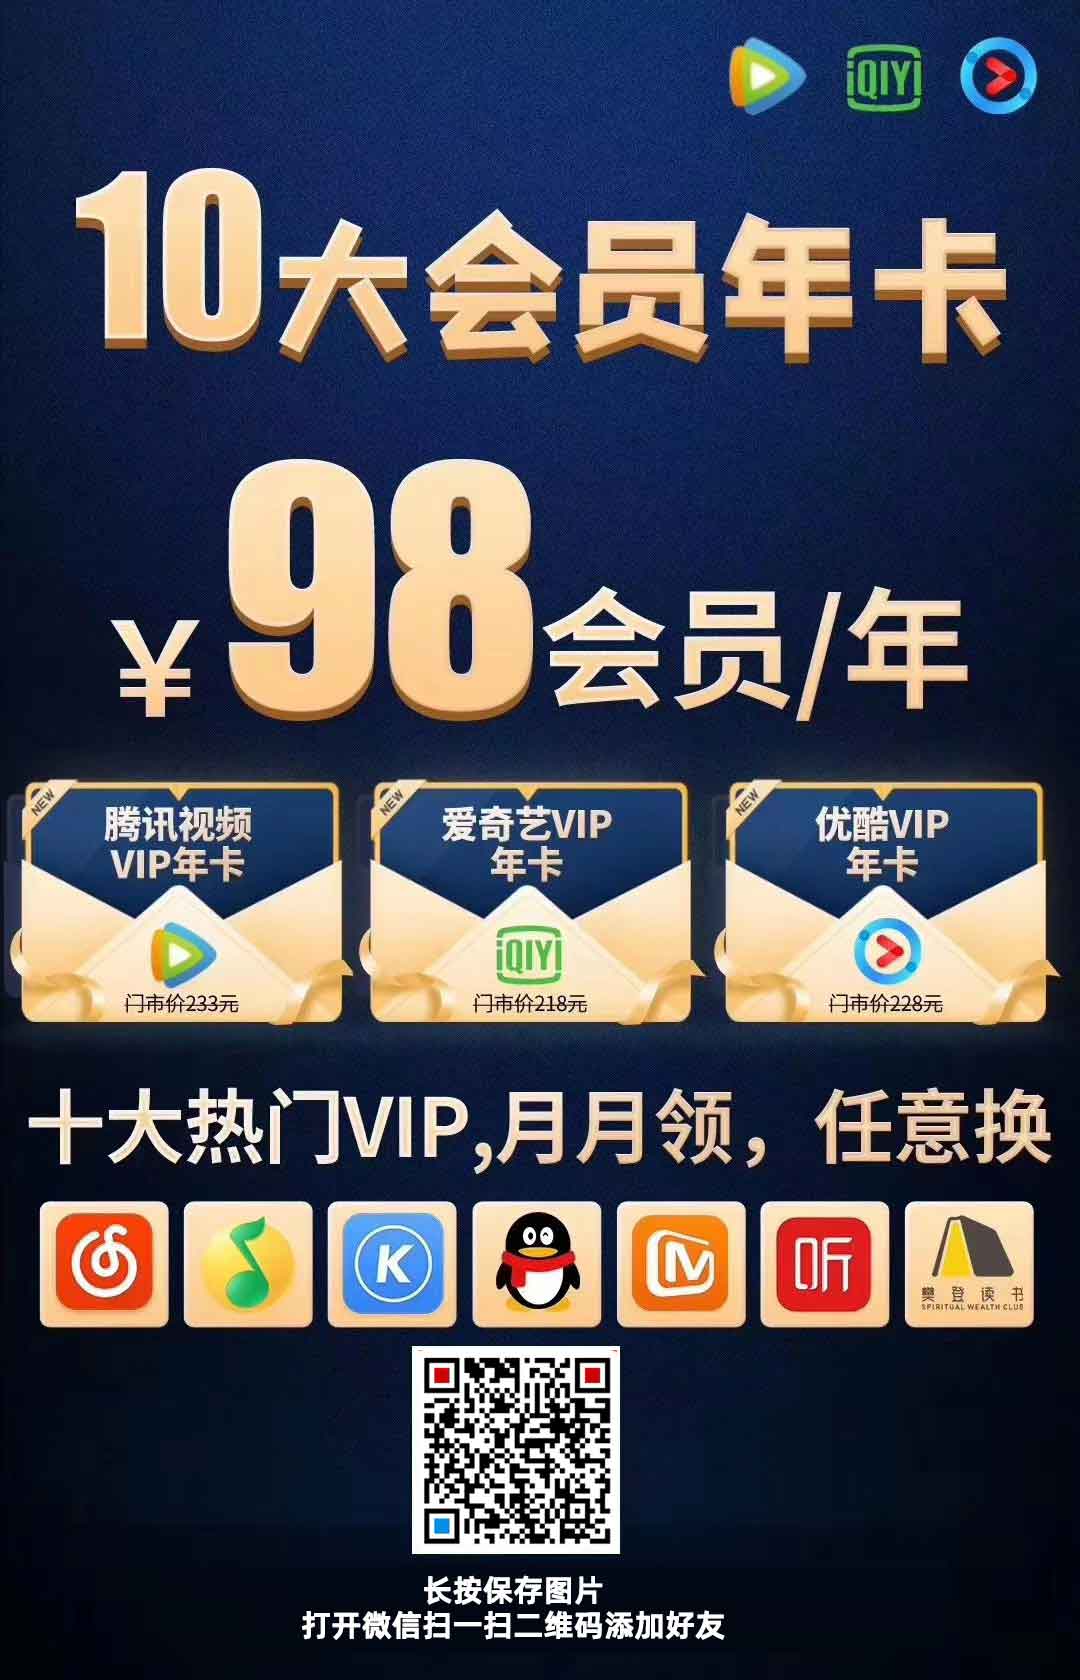 iQIYI
10大会员年卡
¥98会员/年
NEW
腾讯视频
VIP年卡
门市价233元
NEW
爱奇艺VIP
年卡
iQIYI
门市价218元
NEW
优酷VIP
年卡
门市价228元
十大热门VIP,月月领，任意换
K
M
听
樊登读书
SPIRITUAL WEALTH CLUB
长按保存图片
打开微信扫一扫二维码添加好友